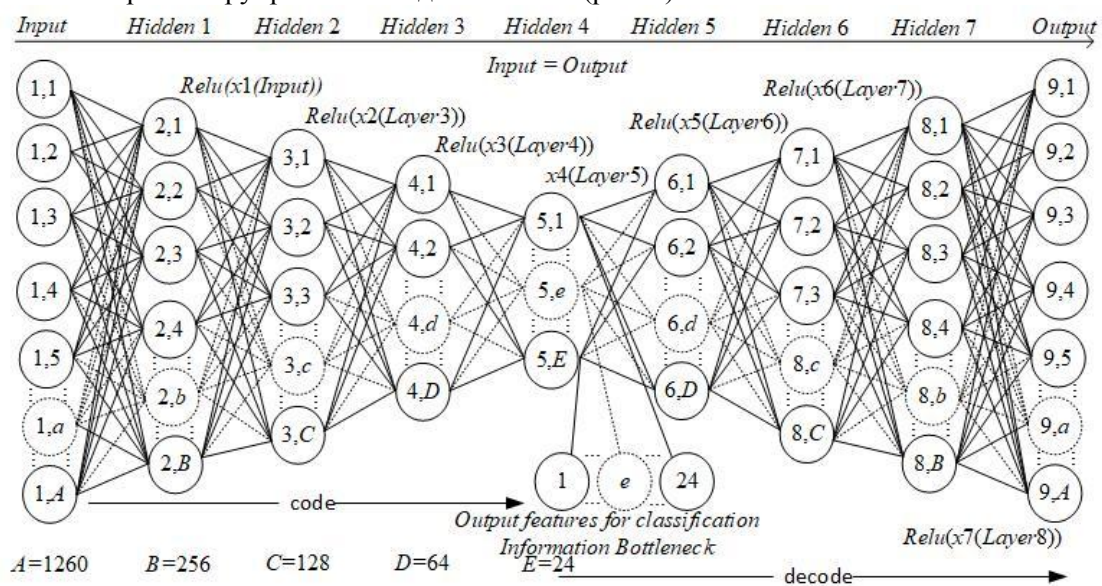 Input Hidden 1 Hidden 2 Hidden 3 Hidden 4 Hidden 5 Hidden 6 Hidden 7 Output
Input = Output
Relu(x1(Input))
Relu(x2(Layer3))
Relu(x3(Layer4))
x4(Layer5)
Relu(x5(Layer6))
Relu(x6(Layer7))
1,1
1,2
1,3
1,4
1,5
1,a
1,A
2,1
2,2
2,3
2,4
2,b
2,B
3,1
3,2
3,3
3,c
3,C
4,1
4,2
4,d
4,D
5,1
5,e
5,E
6,1
6,2
6,d
6,D
7,1
7,2
7,3
8,c
8,C
8,1
8,2
8,3
8,4
8,b
8,B
9,1
9,2
9,3
9,4
9,5
9,a
9,A
1 e 24
code
Output features for classification
Information Bottleneck
Relu(x7(Layer8))
A=1260 B=256 C=128 D=64 E=24
decode